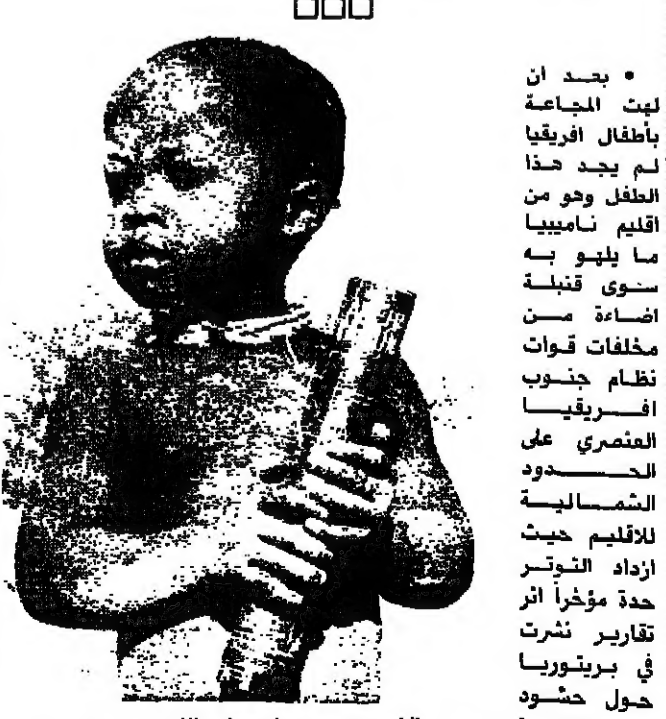 • بعد ان
لهت المجاعة
بأطفال افريقيا
لم يجد هذا
الطفل وهو من
اقليم ناميبيا
ما يلهو به
سوى قنبلة
اضاءة من
مخلفات قوات
نظام جنوب
افريقيا
العنصري على
الحدود
الشمالية
للاقليم حيث
ازداد التوتر
حدة مؤخراً اثر
تقارير نشرت
في بريتوريا
حول حشود